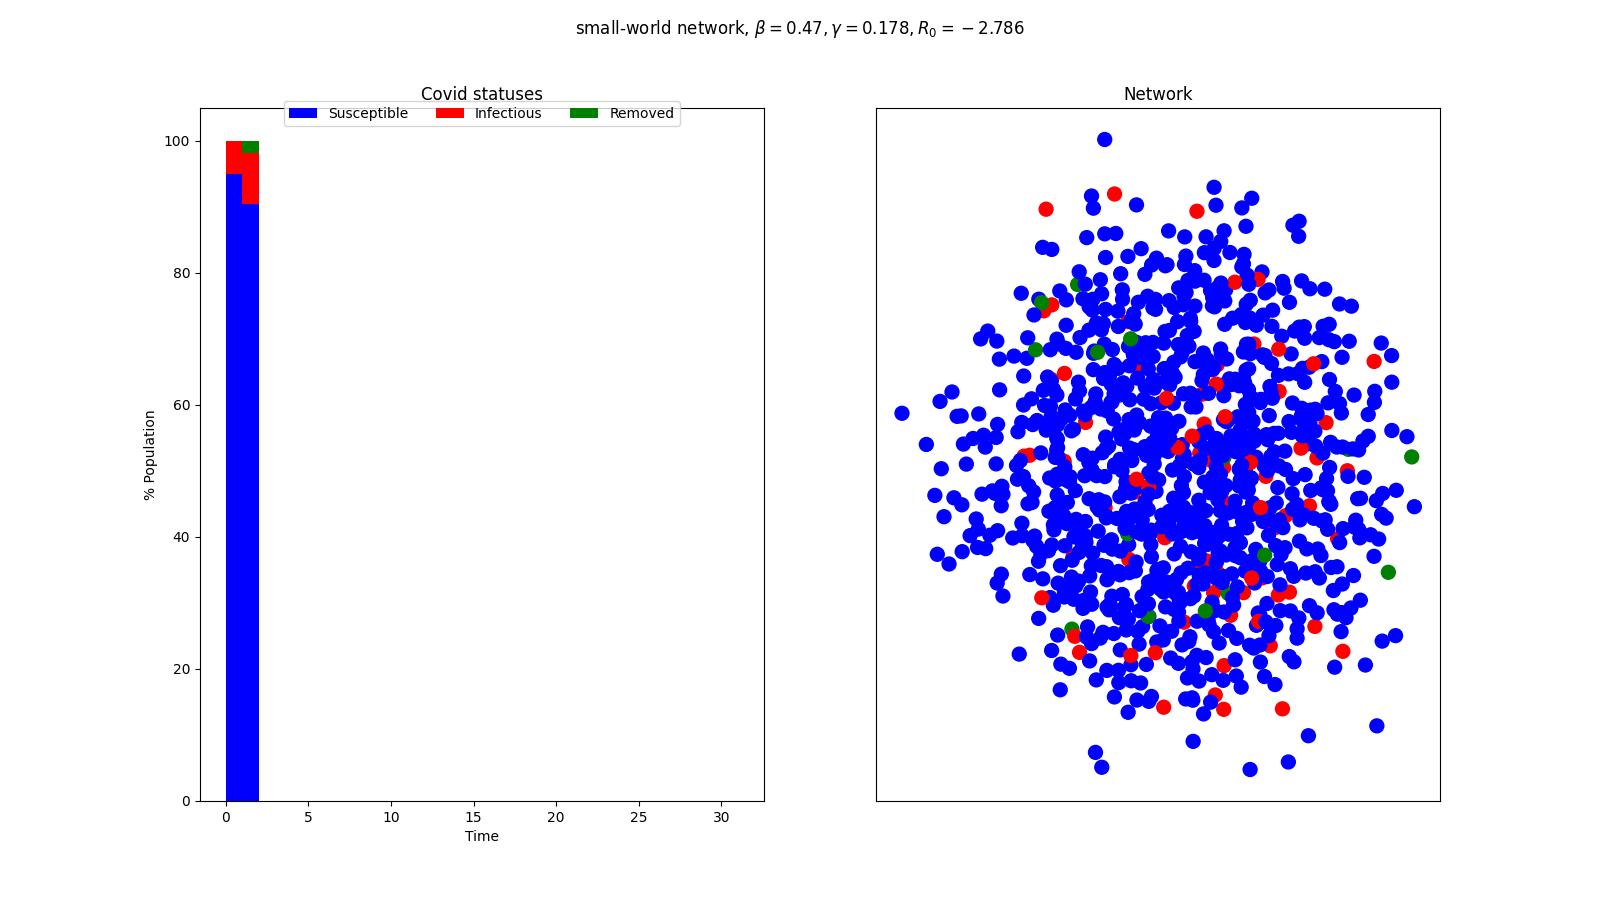 small-world network, β = 0.47, γ = 0.178, R₀ = − 2.786
Covid statuses
Susceptible Infectious Removed
100
80
60
40
20
0
% Population
0 5 10 15 20 25 30
Time
Network